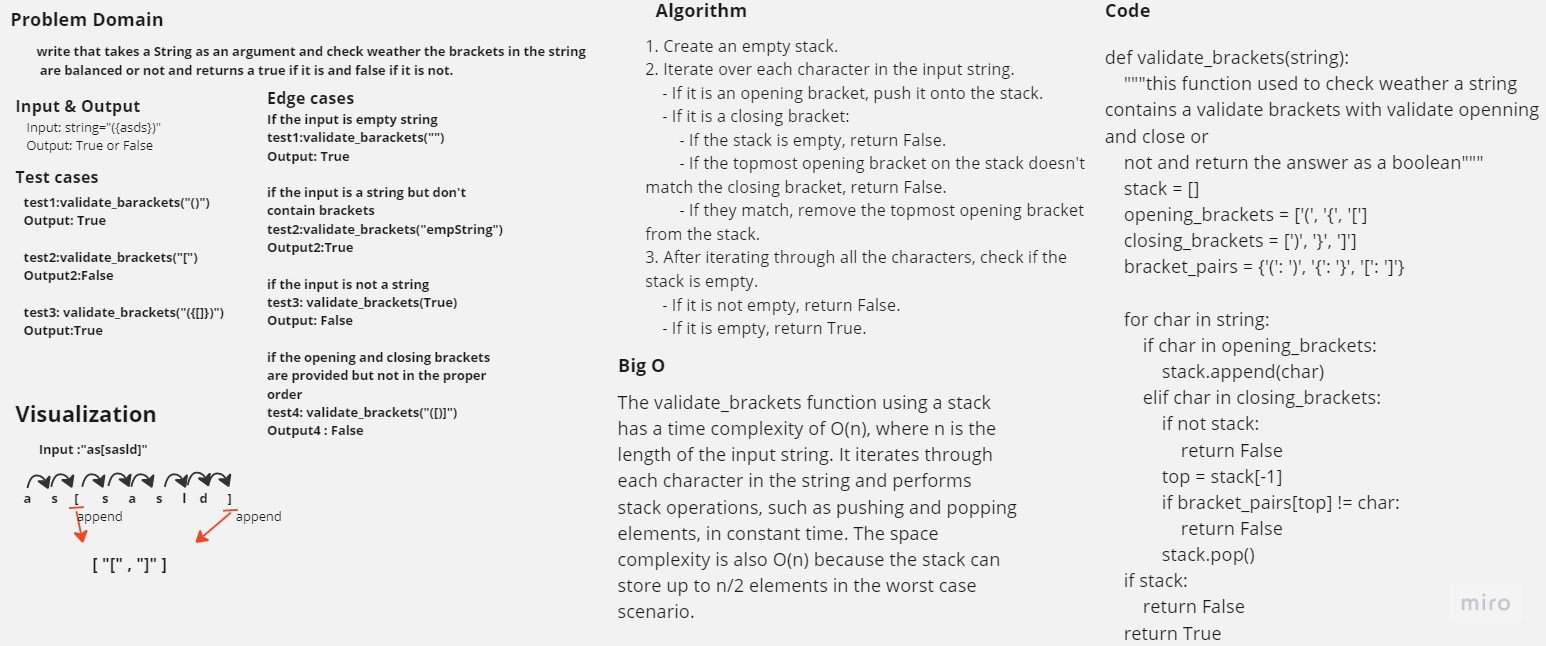 Problem Domain
write that takes a String as an argument and check weather the brackets in the string
are balanced or not and returns a true if it is and false if it is not.
Input & Output
Input: string="({asds})"
Output: True or False
Test cases
test1:validate_barackets("()")
Output: True
test2:validate_brackets("[")
Output2:False
test3: validate_brackets("({[]})")
Output:True
Edge cases
If the input is empty string
test1:validate_barackets("")
Output: True
if the input is a string but don't
contain brackets
test2:validate_brackets("empString")
Output2:True
if the input is not a string
test3: validate_brackets(True)
Output: False
if the opening and closing brackets
are provided but not in the proper
order
test4: validate_brackets("([)]")
Output4 : False
Visualization
Input :"as[sasld]"
a s [ s a s l d ]
append append
[ "[" , "]" ]
Algorithm
1. Create an empty stack.
2. Iterate over each character in the input string.
- If it is an opening bracket, push it onto the stack.
- If it is a closing bracket:
- If the stack is empty, return False.
- If the topmost opening bracket on the stack doesn't
match the closing bracket, return False.
- If they match, remove the topmost opening bracket
from the stack.
3. After iterating through all the characters, check if the
stack is empty.
- If it is not empty, return False.
- If it is empty, return True.
Big O
The validate_brackets function using a stack
has a time complexity of O(n), where n is the
length of the input string. It iterates through
each character in the string and performs
stack operations, such as pushing and popping
elements, in constant time. The space
complexity is also O(n) because the stack can
store up to n/2 elements in the worst case
scenario.
Code
def validate_brackets(string):
"""this function used to check weather a string
contains a validate brackets with validate openning
and close or
not and return the answer as a boolean"""
stack = []
opening_brackets = ['(', '{', '[']
closing_brackets = [')', '}', ']']
bracket_pairs = {'(': ')', '{': '}', '[': ']'}
for char in string:
if char in opening_brackets:
stack.append(char)
elif char in closing_brackets:
if not stack:
return False
top = stack[-1]
if bracket_pairs[top] != char:
return False
stack.pop()
if stack:
return False
return True
miro